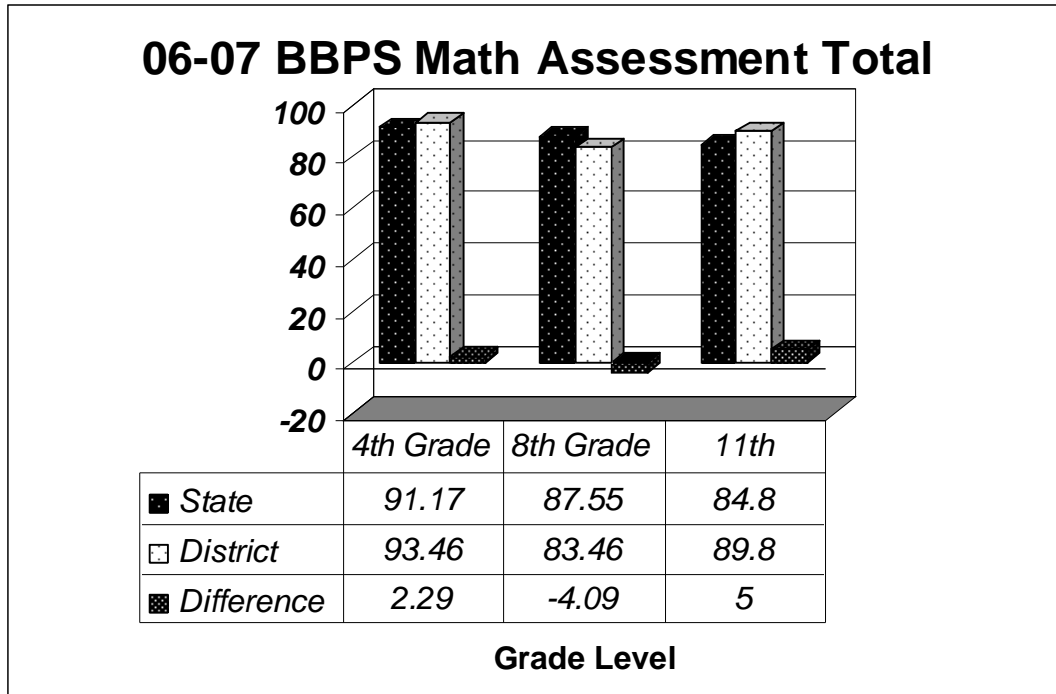 06-07 BBPS Math Assessment Total
100
80
60
40
20
0
-20
4th Grade 8th Grade 11th
State 91.17 87.55 84.8
District 93.46 83.46 89.8
Difference 2.29 -4.09 5
Grade Level